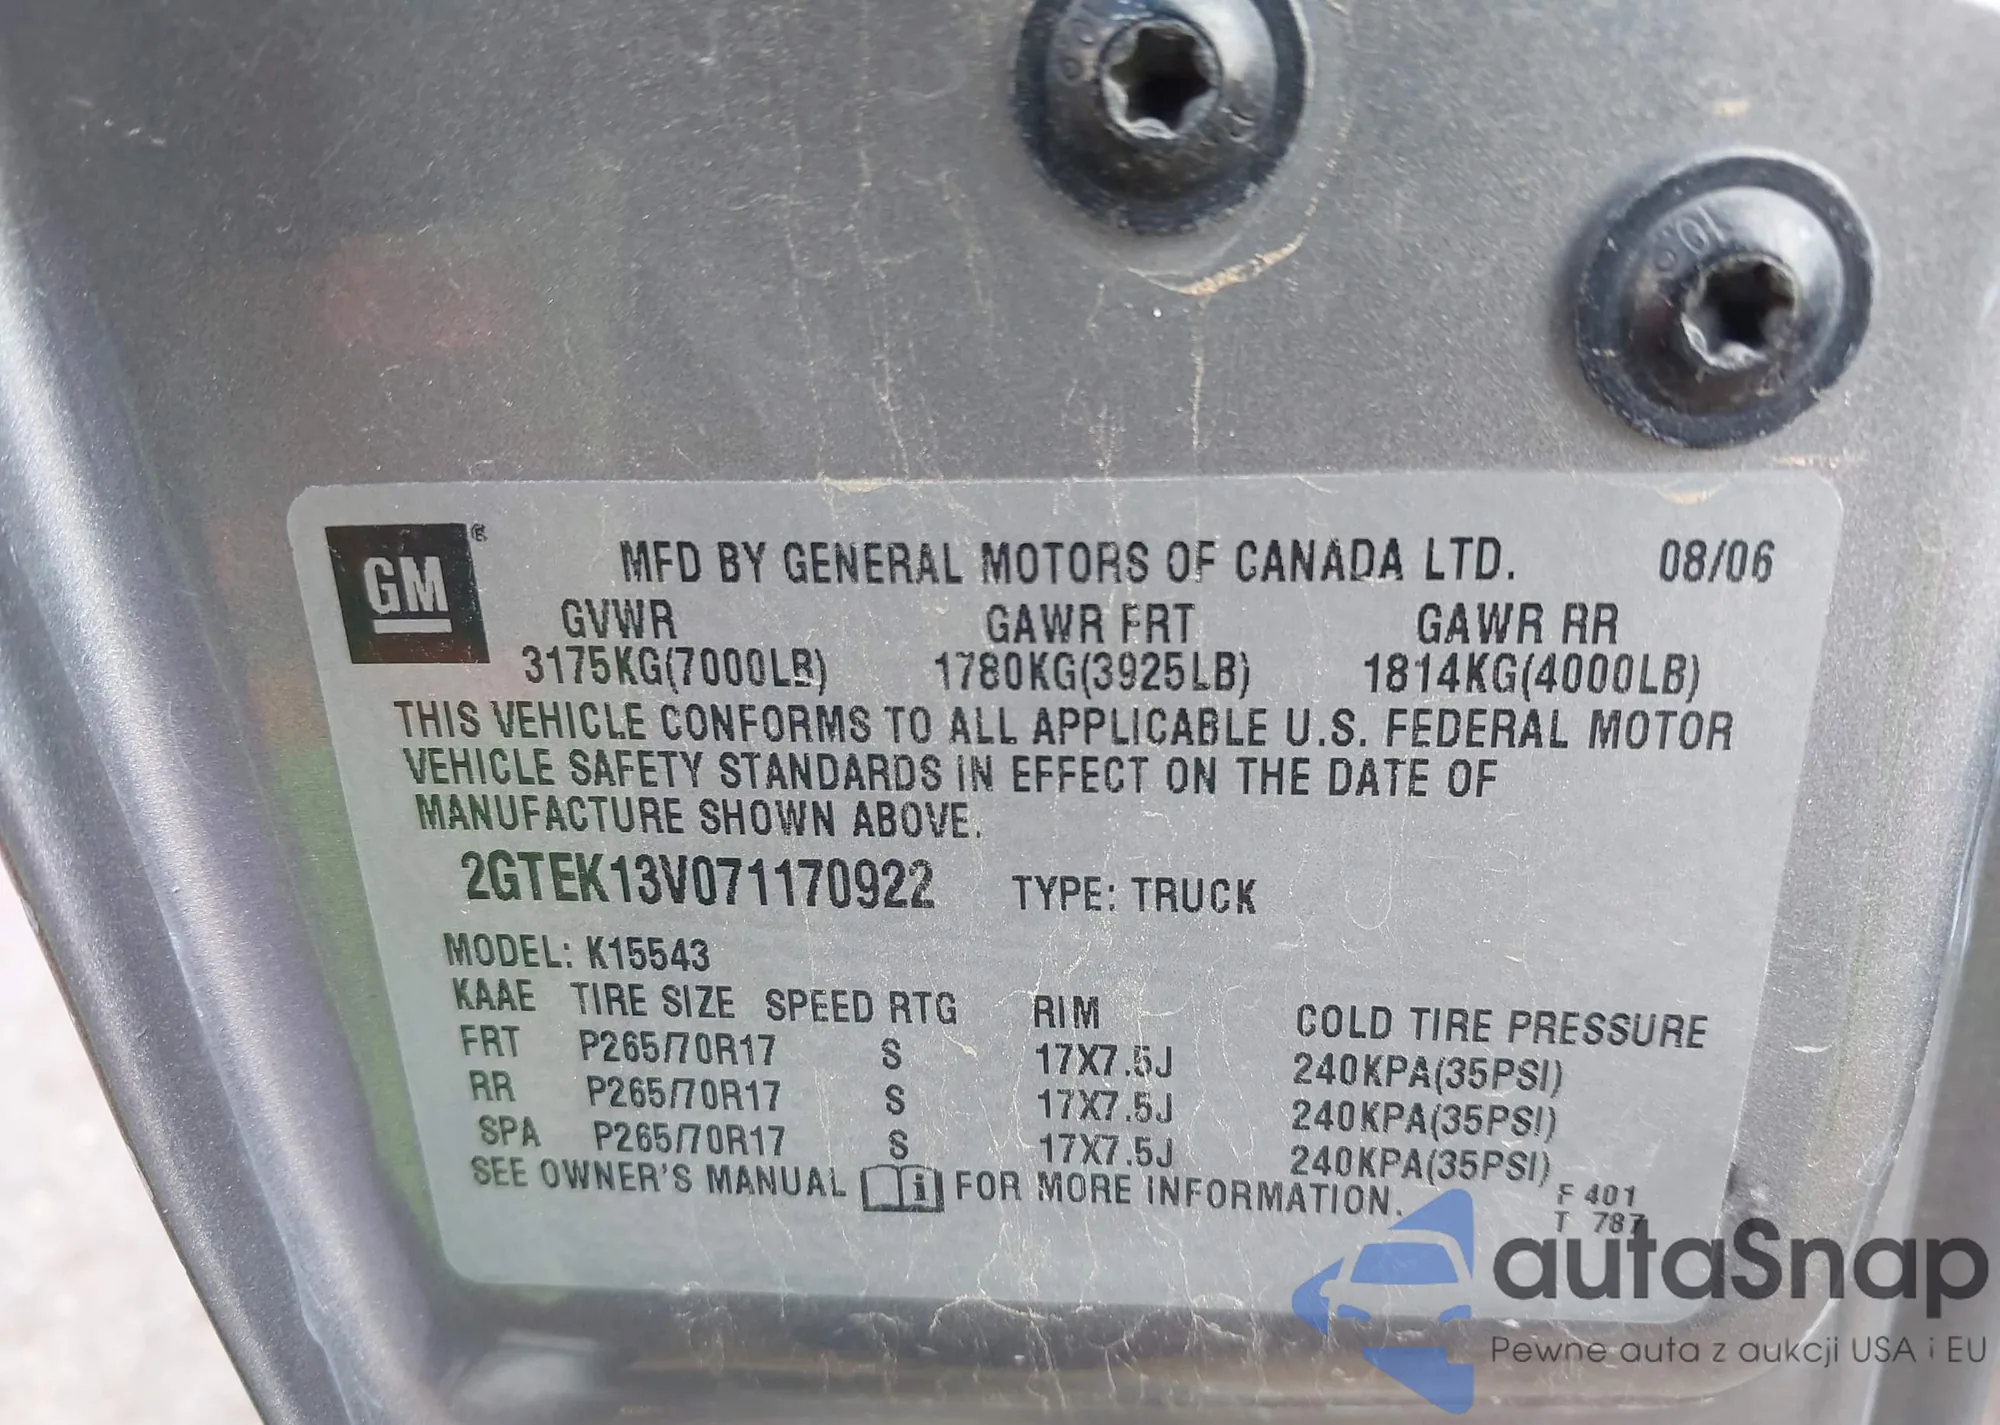 GM®
MFD BY GENERAL MOTORS OF CANADA LTD. 08/06
GVWR GAWR FRT GAWR RR
3175KG(7000LB) 1780KG(3925LB) 1814KG(4000LB)
THIS VEHICLE CONFORMS TO ALL APPLICABLE U.S. FEDERAL MOTOR
VEHICLE SAFETY STANDARDS IN EFFECT ON THE DATE OF
MANUFACTURE SHOWN ABOVE.
2GTEK13V071170922 TYPE: TRUCK
MODEL: K15543
KAAE TIRE SIZE SPEED RTG RIM COLD TIRE PRESSURE
FRT P265/70R17 S 17X7.5J 240KPA(35PSI)
RR P265/70R17 S 17X7.5J 240KPA(35PSI)
SPA P265/70R17 S 17X7.5J 240KPA(35PSI)
SEE OWNER'S MANUAL i FOR MORE INFORMATION.
F 401
T 787
autaSnap
Pewne auta z aukcji USA i EU